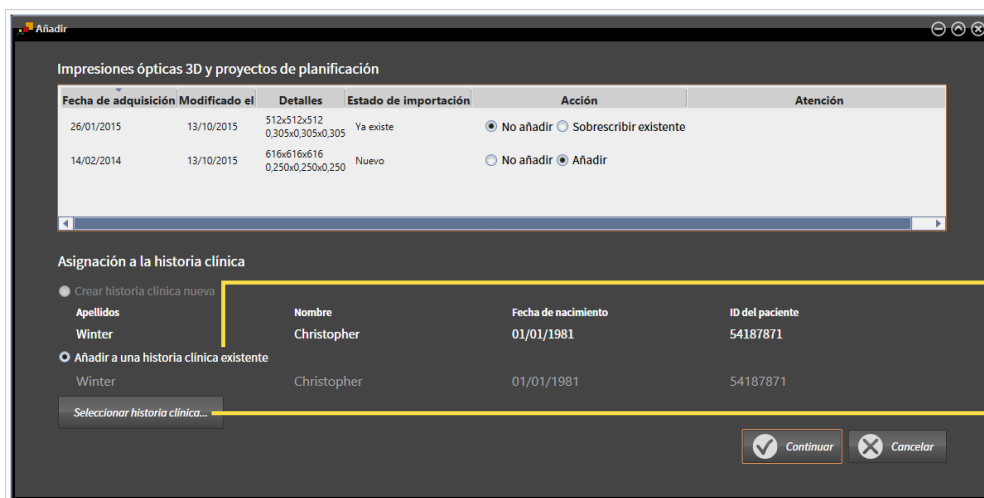 Añadir
Impresiones ópticas 3D y proyectos de planificación
Fecha de adquisición Modificado el Detalles Estado de importación Acción Atención
26/01/2015 13/10/2015 512x512x512 0,305x0,305x0,305 Ya existe No añadir Sobrescribir existente
14/02/2014 13/10/2015 616x616x616 0,250x0,250x0,250 Nuevo No añadir Añadir
Asignación a la historia clínica
Crear historia clínica nueva
Apellidos Nombre Fecha de nacimiento ID del paciente
Winter Christopher 01/01/1981 54187871
Añadir a una historia clínica existente
Winter Christopher 01/01/1981 54187871
Seleccionar historia clínica...
Continuar Cancelar